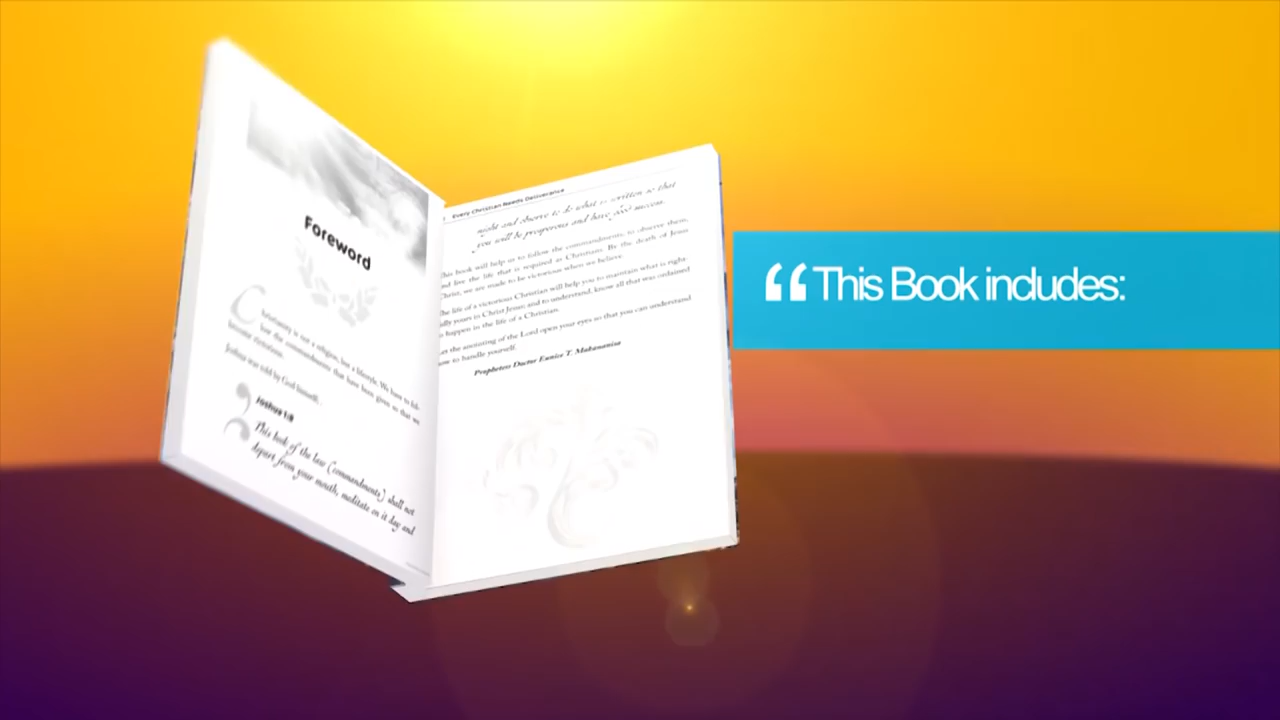 Foreword
Christianity is not a religion, but a lifestyle. We have to fol-
low the commandments that have been given so that we
become victorious.
Joshua was told by God himself:
Joshua 1:8
This book of the law (commandments) shall not
depart from your mouth, meditate on it day and
Every Christian Needs Deliverance
night and observe to do what is written so that
you will be prosperous and have good success.
This book will help us to follow the commandments, to observe them,
and live the life that is required as Christians. By the death of Jesus
Christ, we are made to be victorious when we believe.
The life of a victorious Christian will help you to maintain what is right-
fully yours in Christ Jesus; and to understand, know all that was ordained
to happen in the life of a Christian.
Let the anointing of the Lord open your eyes so that you can understand
how to handle yourself.
Prophetess Doctor Eunice T.
“This Book includes: